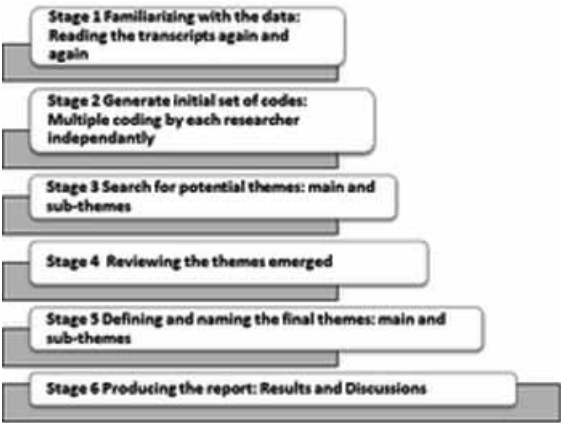 Stage 1 Familiarizing with the data:
Reading the transcripts again and
again
Stage 2 Generate initial set of codes:
Multiple coding by each researcher
independantly
Stage 3 Search for potential themes: main and
sub-themes
Stage 4 Reviewing the themes emerged
Stage 5 Defining and naming the final themes: main and
sub-themes
Stage 6 Producing the report: Results and Discussions